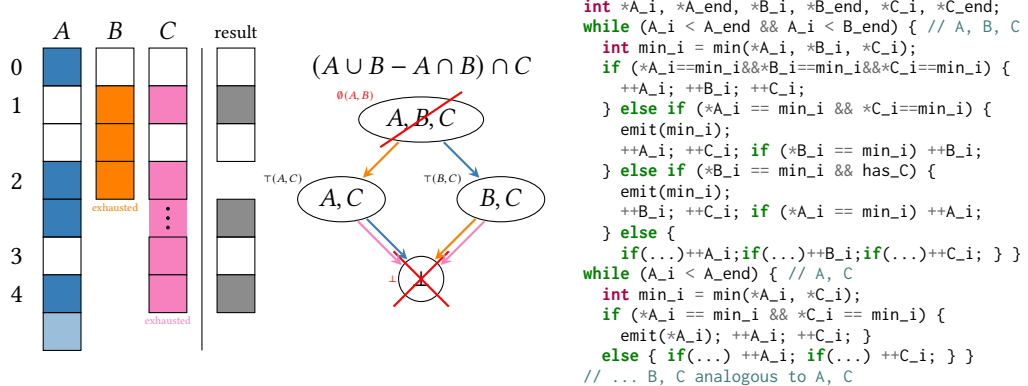 A B C result
0
1
2
3
4
exhausted
exhausted
(A ∪ B − A ∩ B) ∩ C
∅(A, B)
A, B, C
⊤(A, C)
A, C
⊤(B, C)
B, C
⊥
⊥
int *A_i, *A_end, *B_i, *B_end, *C_i, *C_end;
while (A_i < A_end && A_i < B_end) { // A, B, C
int min_i = min(*A_i, *B_i, *C_i);
if (*A_i==min_i&&*B_i==min_i&&*C_i==min_i) {
++A_i; ++B_i; ++C_i;
} else if (*A_i == min_i && *C_i==min_i) {
emit(min_i);
++A_i; ++C_i; if (*B_i == min_i) ++B_i;
} else if (*B_i == min_i && has_C) {
emit(min_i);
++B_i; ++C_i; if (*A_i == min_i) ++A_i;
} else {
if(...)++A_i;if(...)++B_i;if(...)++C_i; } }
while (A_i < A_end) { // A, C
int min_i = min(*A_i, *C_i);
if (*A_i == min_i && *C_i == min_i) {
emit(*A_i); ++A_i; ++C_i; }
else { if(...) ++A_i; if(...) ++C_i; } }
// ... B, C analogous to A, C